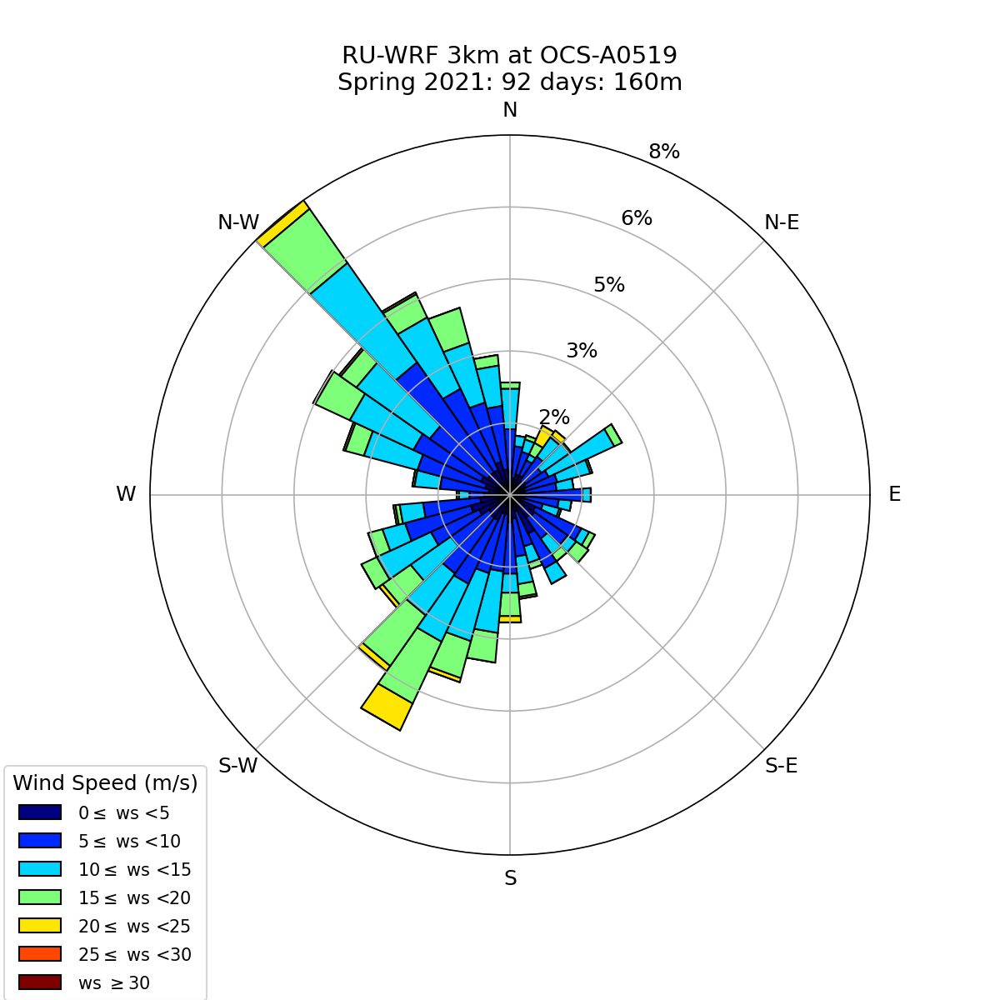 RU-WRF 3km at OCS-A0519
Spring 2021: 92 days: 160m
N
8%
6%
N-W
N-E
5%
3%
2%
W
E
S-W
S-E
S
Wind Speed (m/s)
0≤ ws <5
5≤ ws <10
10≤ ws <15
15≤ ws <20
20≤ ws <25
25≤ ws <30
ws ≥30